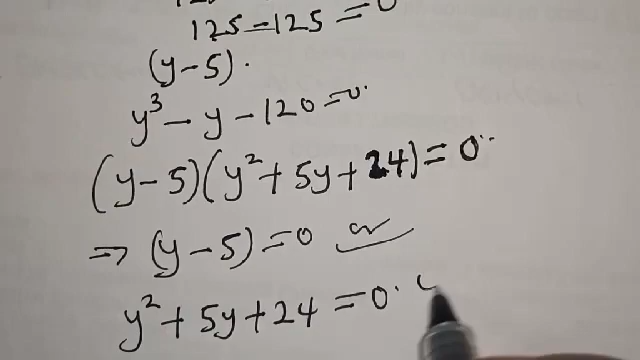 125 - 125 = 0
(y - 5).
y³ - y - 120 = 0.
(y - 5)(y² + 5y + 24) = 0..
⇒ (y - 5) = 0 or
y² + 5y + 24 = 0.